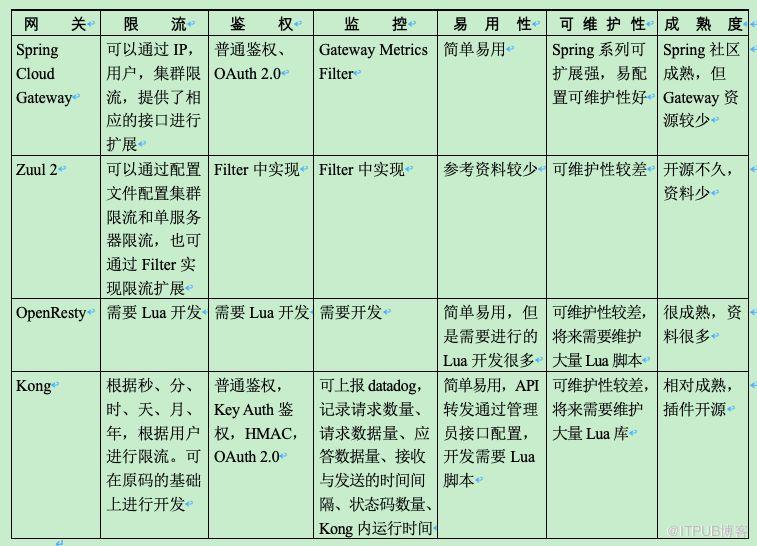 网关 限流 鉴权 监控 易用性 可维护性 成熟度
Spring
Cloud
Gateway
可以通过 IP，
用户，集群限
流，提供了相
应的接口进行
扩展
普通鉴权、
OAuth 2.0
Gateway Metrics
Filter
简单易用
Spring 系列可
扩展强，易配
置可维护性好
Spring 社区
成熟，但
Gateway 资
源较少
Zuul 2
可以通过配置
文件配置集群
限流和单服务
器限流，也可
通过 Filter 实
现限流扩展
Filter 中实现
Filter 中实现
参考资料较少
可维护性较差
开源不久，
资料少
OpenResty
需要 Lua 开发
需要 Lua 开发
需要开发
简单易用，但
是需要进行的
Lua 开发很多
可维护性较差，
将来需要维护
大量 Lua 脚本
很成熟，资
料很多
Kong
根据秒、分、
时、天、月、
年，根据用户
进行限流。可
在原码的基础
上进行开发
普通鉴权，
Key Auth 鉴
权，HMAC，
OAuth 2.0
可上报 datadog，
记录请求数量、
请求数据量、应
答数据量、接收
与发送的时间间
隔、状态码数量、
Kong 内运行时间
简单易用，API
转发通过管理
员接口配置，
开发需要 Lua
脚本
可维护性较差，
将来需要维护
大量 Lua 库
相对成熟，
插件开源
@ITPUB博客